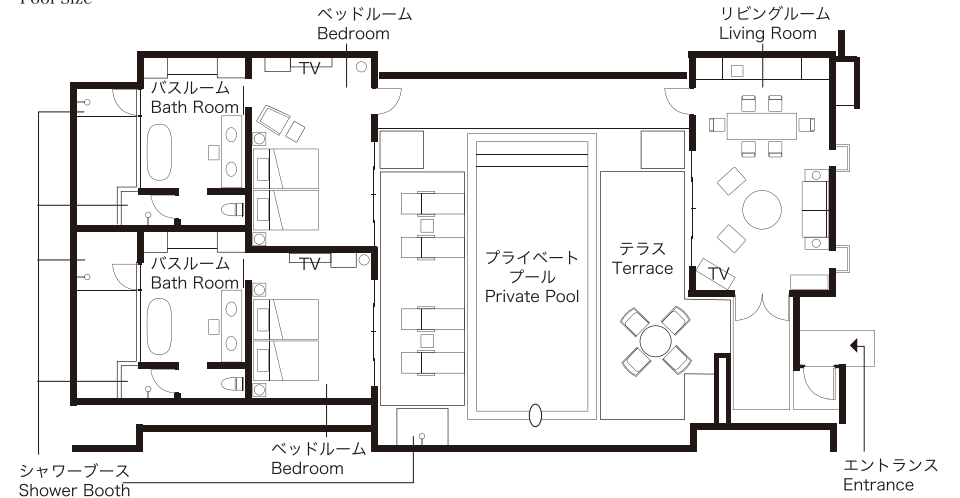 Pool Size
ベッドルーム
Bedroom
リビングルーム
Living Room
TV
バスルーム
Bath Room
プライベート
プール
Private Pool
テラス
Terrace
TV
バスルーム
Bath Room
TV
ベッドルーム
Bedroom
シャワーブース
Shower Booth
エントランス
Entrance